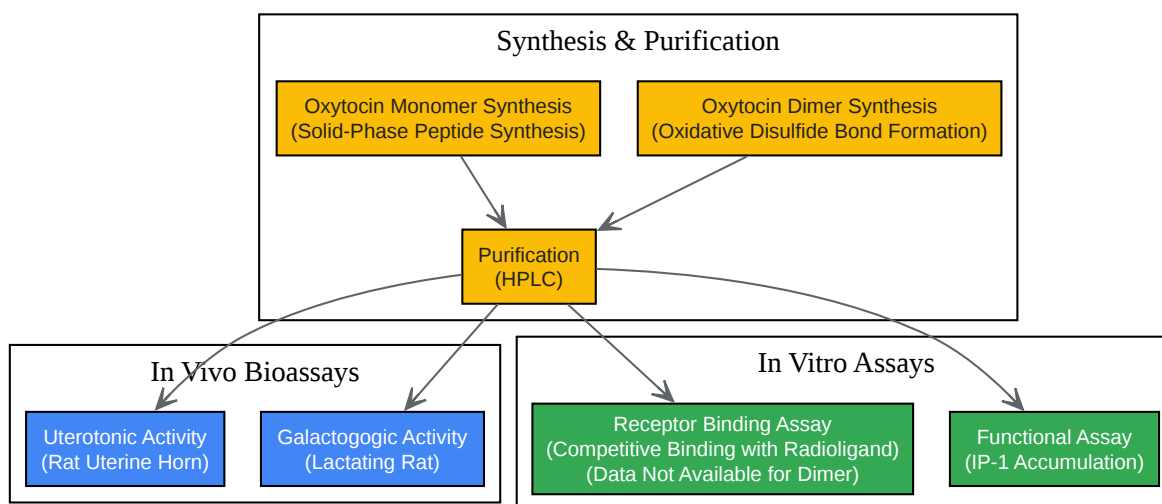 Synthesis & Purification
Oxytocin Monomer Synthesis
(Solid-Phase Peptide Synthesis)
Oxytocin Dimer Synthesis
(Oxidative Disulfide Bond Formation)
Purification
(HPLC)
In Vivo Bioassays
Uterotonic Activity
(Rat Uterine Horn)
Galactogogic Activity
(Lactating Rat)
In Vitro Assays
Receptor Binding Assay
(Competitive Binding with Radioligand)
(Data Not Available for Dimer)
Functional Assay
(IP-1 Accumulation)